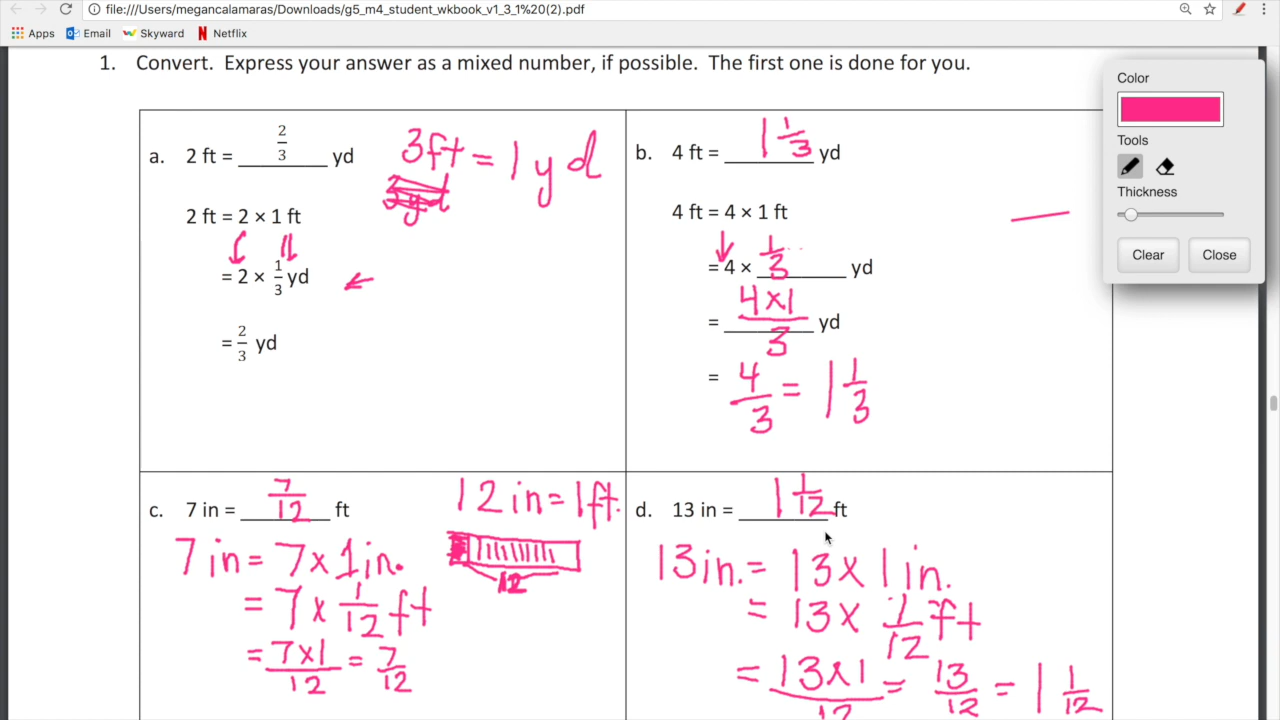 file:///Users/megancalamaras/Downloads/g5_m4_student_wkbook_v1_3_1%20(2).pdf
Apps Email Skyward Netflix
1. Convert. Express your answer as a mixed number, if possible. The first one is done for you.
a. 2 ft = 2/3 yd
3ft = 1 yd
2 ft = 2 × 1 ft
= 2 × 1/3 yd
= 2/3 yd
b. 4 ft = 1 1/3 yd
4 ft = 4 × 1 ft
= 4 × 1/3 yd
= 4×1/3 yd
= 4/3 = 1 1/3
c. 7 in = 7/12 ft
12 in = 1ft.
7 in = 7 × 1 in.
= 7 × 1/12 ft
= 7×1/12 = 7/12
12
d. 13 in = 1 1/12 ft
13 in. = 13 × 1 in.
= 13 × 1/12 ft
= 13×1/12 = 13/12 = 1 1/12
Color
Tools
Thickness
Clear Close